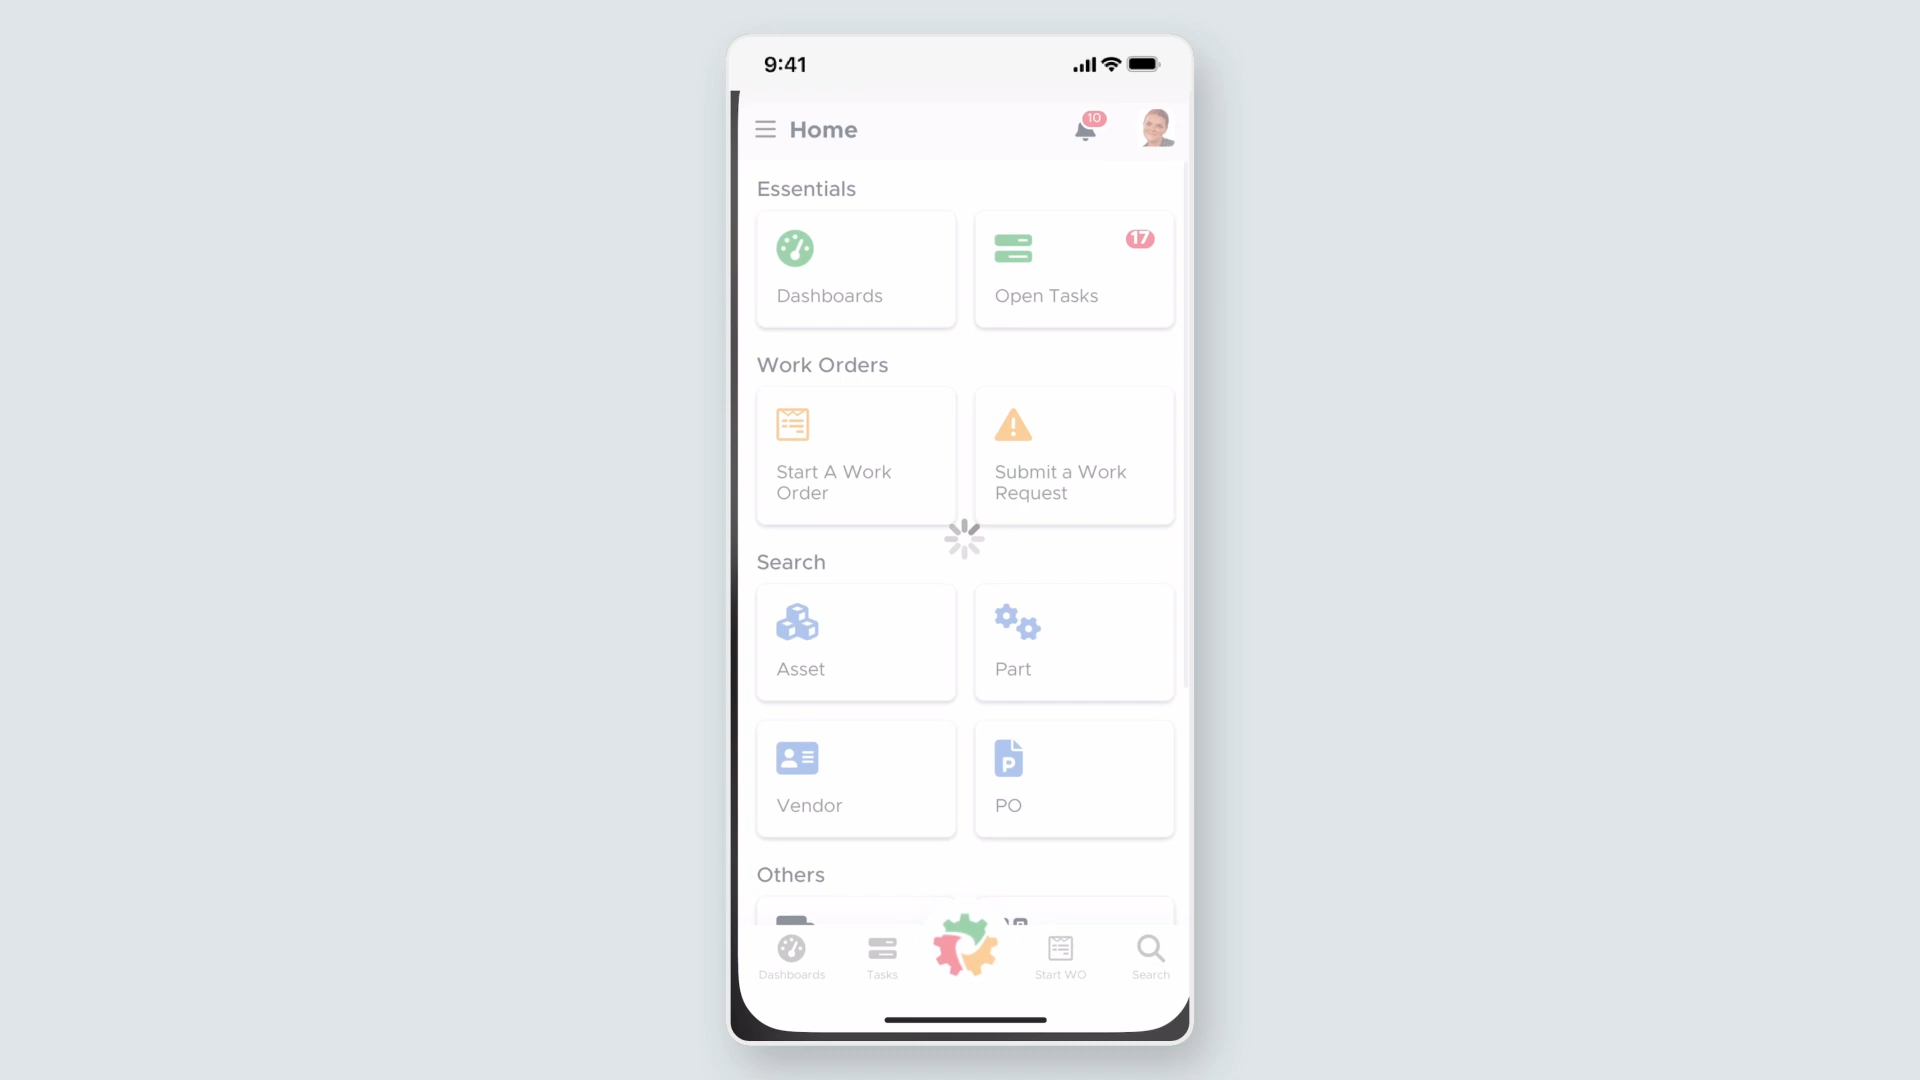 9:41
Home
10
Essentials
17
Dashboards
Open Tasks
Work Orders
Start A Work
Order
Submit a Work
Request
Search
Asset
Part
Vendor
P
PO
Others
Dashboards
Tasks
Start WO
Search